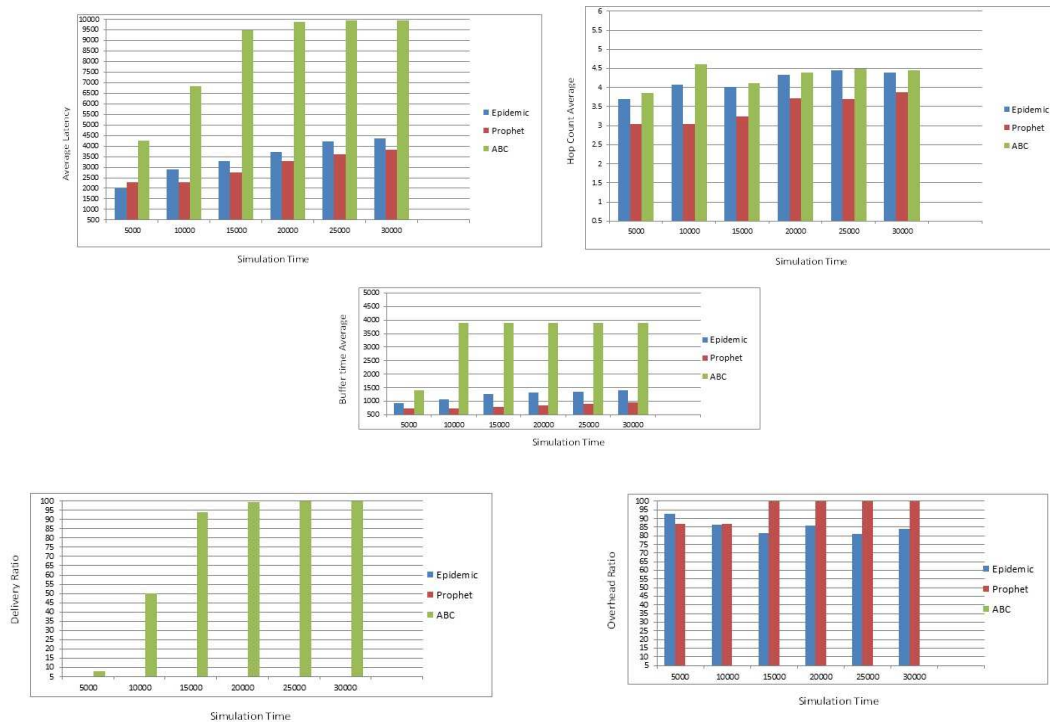 Average Latency
10000
9500
9000
8500
8000
7500
7000
6500
6000
5500
5000
4500
4000
3500
3000
2500
2000
1500
1000
500
5000 10000 15000 20000 25000 30000
Simulation Time
Epidemic
Prophet
ABC
Hop Count Average
6
5.5
5
4.5
4
3.5
3
2.5
2
1.5
1
0.5
5000 10000 15000 20000 25000 30000
Simulation Time
Epidemic
Prophet
ABC
Buffer time Average
5000
4500
4000
3500
3000
2500
2000
1500
1000
500
5000 10000 15000 20000 25000 30000
Simulation Time
Epidemic
Prophet
ABC
Delivery Ratio
100
95
90
85
80
75
70
65
60
55
50
45
40
35
30
25
20
15
10
5
5000 10000 15000 20000 25000 30000
Simulation Time
Epidemic
Prophet
ABC
Overhead Ratio
100
95
90
85
80
75
70
65
60
55
50
45
40
35
30
25
20
15
10
5
5000 10000 15000 20000 25000 30000
Simulation Time
Epidemic
Prophet
ABC